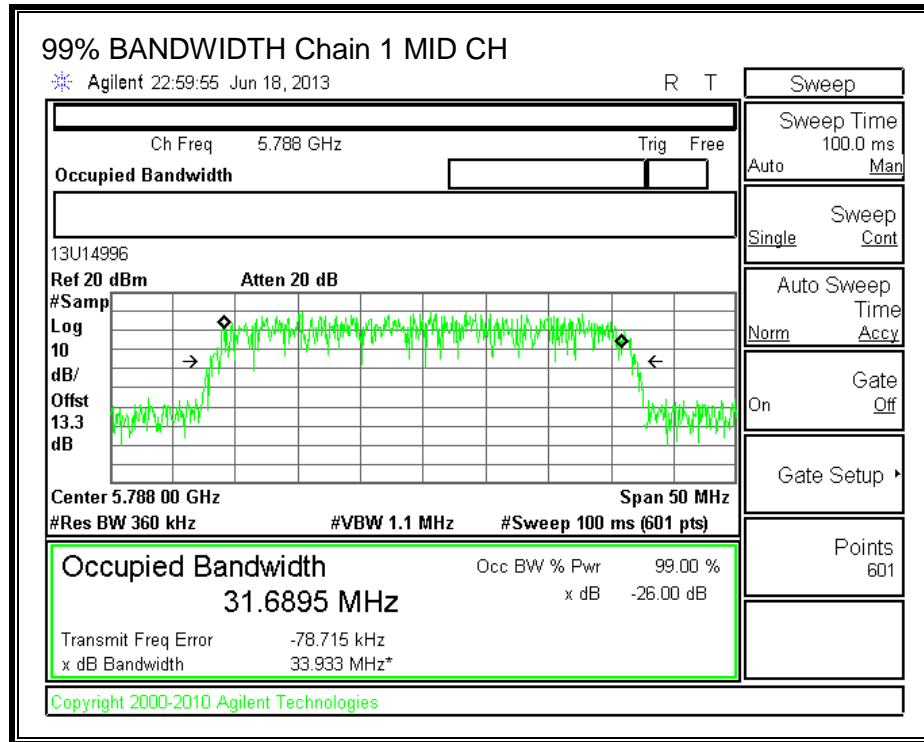 99% BANDWIDTH Chain 1 MID CH
Agilent 22:59:55 Jun 18, 2013 R T
Ch Freq 5.788 GHz Trig Free
Occupied Bandwidth
13U14996
Ref 20 dBm Atten 20 dB
#Samp
Log
10
dB/
Offst
13.3
dB
Center 5.788 00 GHz Span 50 MHz
#Res BW 360 kHz #VBW 1.1 MHz #Sweep 100 ms (601 pts)
Occupied Bandwidth Occ BW % Pwr 99.00 %
31.6895 MHz x dB -26.00 dB
Transmit Freq Error -78.715 kHz
x dB Bandwidth 33.933 MHz*
Copyright 2000-2010 Agilent Technologies
Sweep
Sweep Time
100.0 ms
Auto Man
Sweep
Single Cont
Auto Sweep
Time
Norm Accy
Gate
On Off
Gate Setup
Points
601